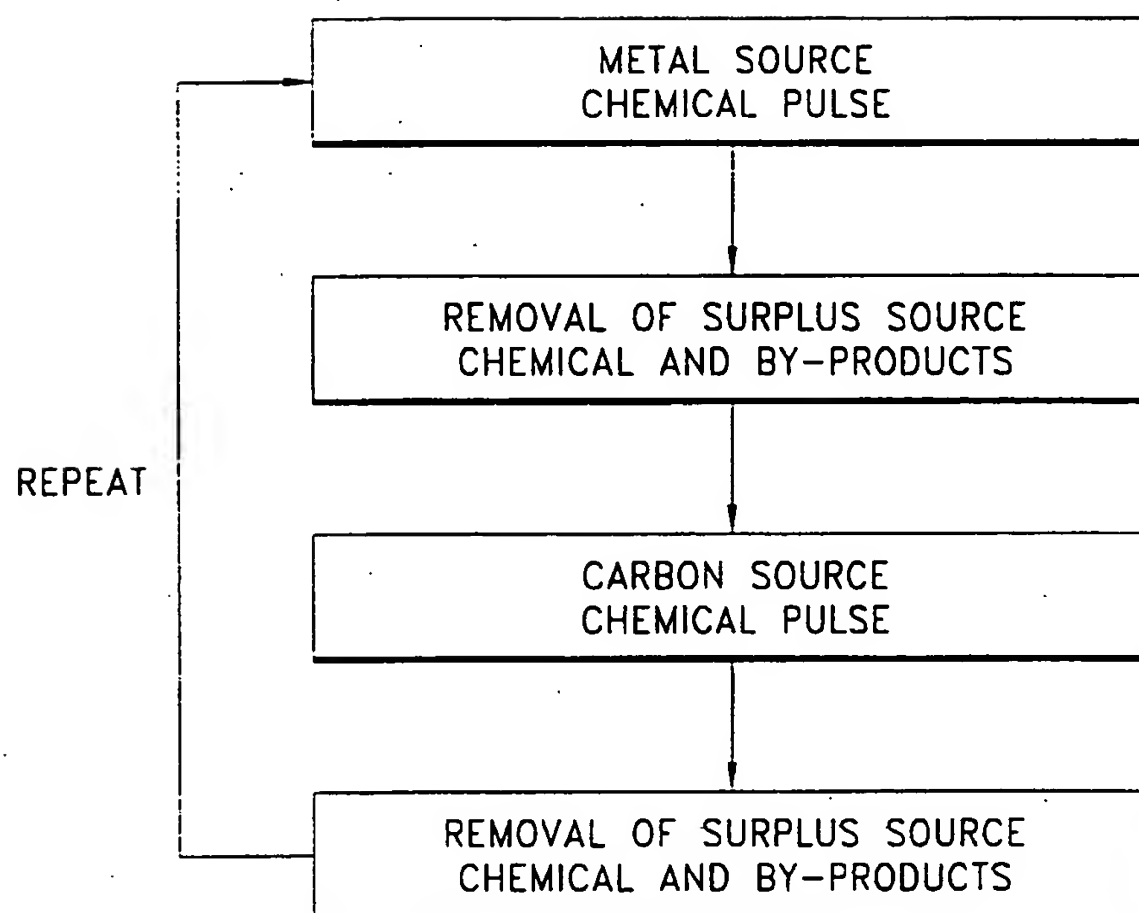 METAL SOURCE
CHEMICAL PULSE
REMOVAL OF SURPLUS SOURCE
CHEMICAL AND BY-PRODUCTS
REPEAT
CARBON SOURCE
CHEMICAL PULSE
REMOVAL OF SURPLUS SOURCE
CHEMICAL AND BY-PRODUCTS